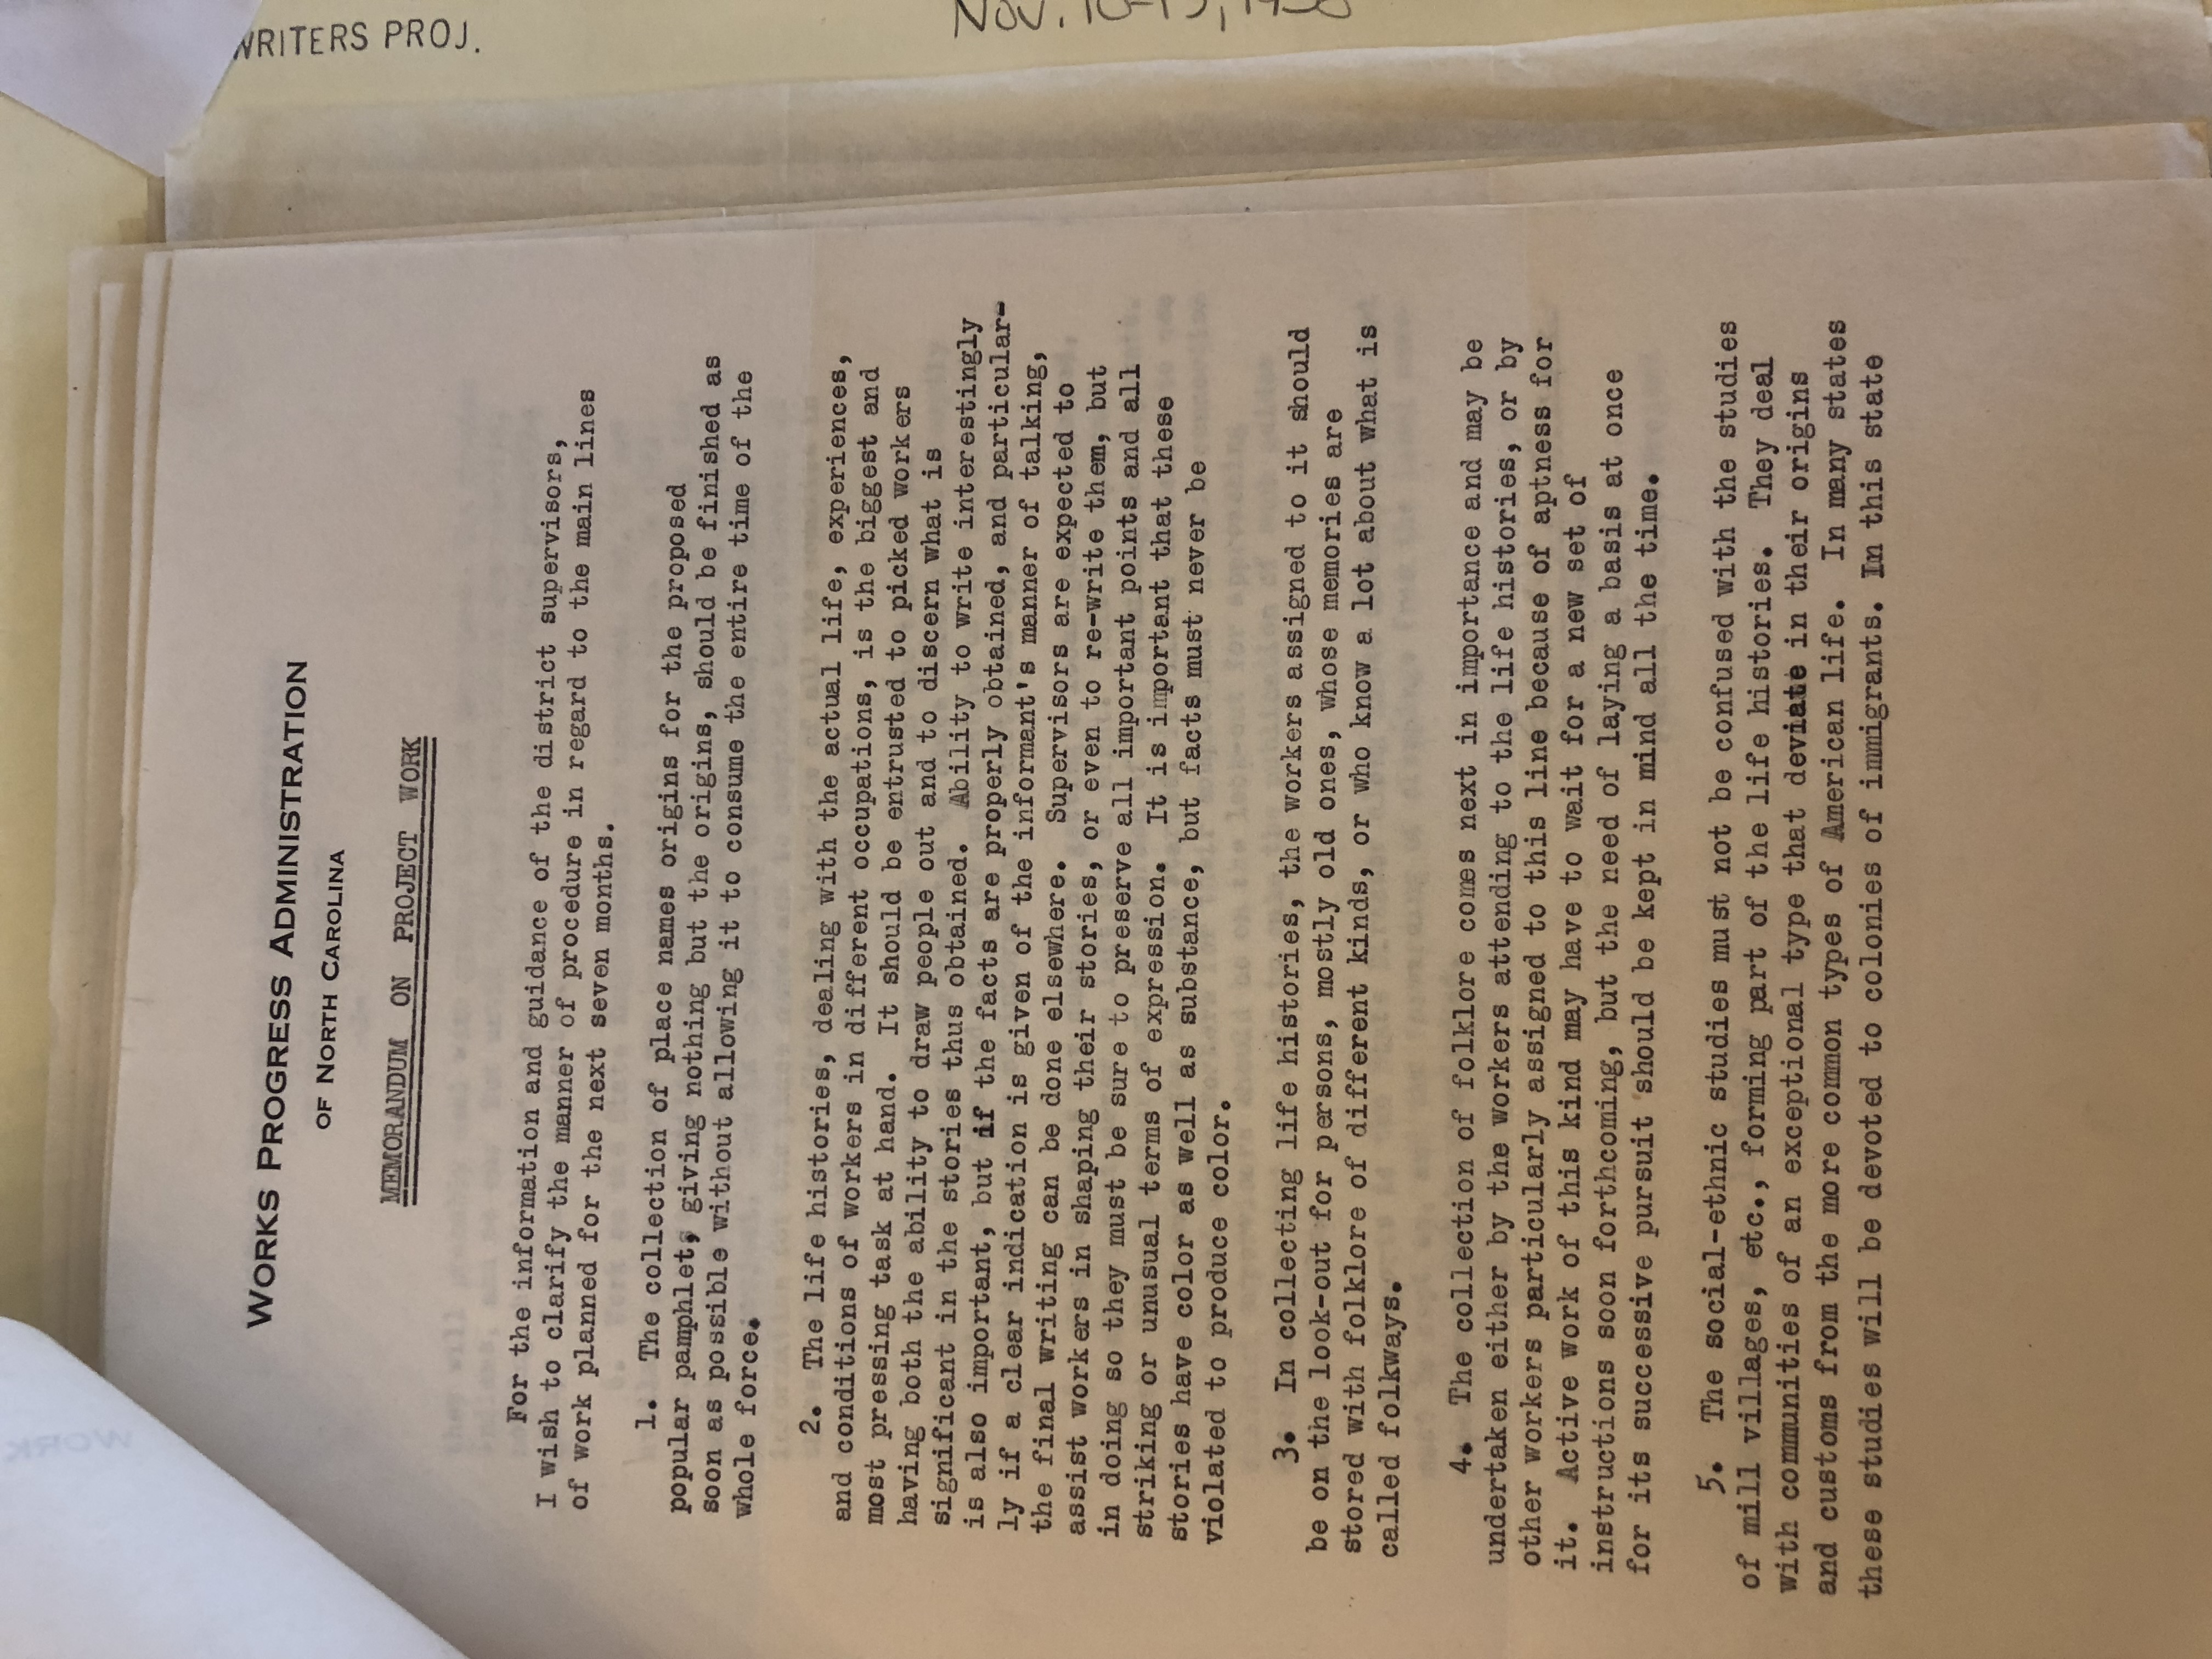 WORK
WORKS PROGRESS ADMINISTRATION
OF NORTH CAROLINA
MEMORANDUM ON PROJECT WORK
For the information and guidance of the district supervisors,
I wish to clarify the manner of procedure in regard to the main lines
of work planned for the next seven months.
1. The collection of place names origins for the proposed
popular pamphlet, giving nothing but the origins, should be finished as
soon as possible without allowing it to consume the entire time of the
whole force.
2. The life histories, dealing with the actual life, experiences,
and conditions of workers in different occupations, is the biggest and
most pressing task at hand. It should be entrusted to picked workers
having both the ability to draw people out and to discern what is
significant in the stories thus obtained. Ability to write interestingly
is also important, but if the facts are properly obtained, and particular-
ly if a clear indication is given of the informant's manner of talking,
the final writing can be done elsewhere. Supervisors are expected to
assist workers in shaping their stories, or even to re-write them, but
in doing so they must be sure to preserve all important points and all
striking or unusual terms of expression. It is important that these
stories have color as well as substance, but facts must never be
violated to produce color.
3. In collecting life histories, the workers assigned to it should
be on the look-out for persons, mostly old ones, whose memories are
stored with folklore of different kinds, or who know a lot about what is
called folkways.
4. The collection of folklore comes next in importance and may be
undertaken either by the workers attending to the life histories, or by
other workers particularly assigned to this line because of aptness for
it. Active work of this kind may have to wait for a new set of
instructions soon forthcoming, but the need of laying a basis at once
for its successive pursuit should be kept in mind all the time.
5. The social-ethnic studies must not be confused with the studies
of mill villages, etc., forming part of the life histories. They deal
with communities of an exceptional type that deviate in their origins
and customs from the more common types of American life. In many states
these studies will be devoted to colonies of immigrants. In this state
WRITERS PROJ.
Nov.